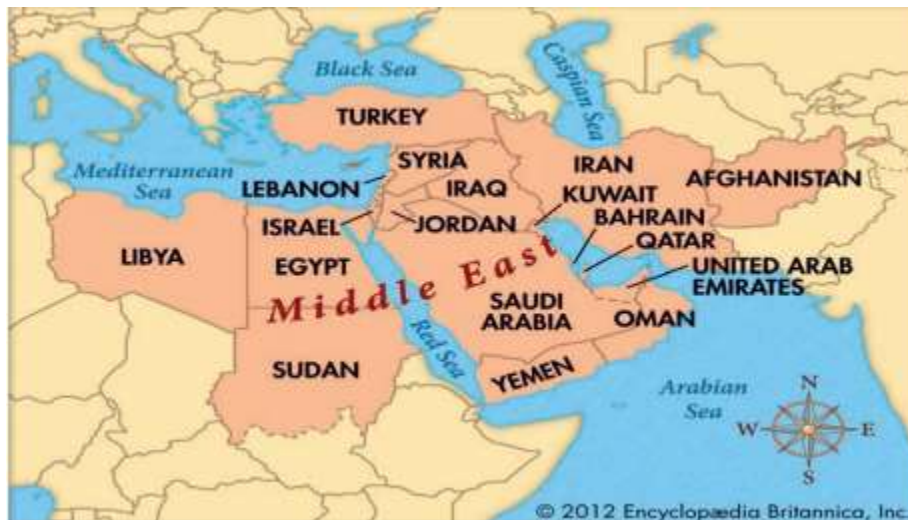 Black Sea
Caspian Sea
TURKEY
Mediterranean
Sea
SYRIA
LEBANON
IRAQ
IRAN
AFGHANISTAN
KUWAIT
BAHRAIN
ISRAEL
JORDAN
QATAR
LIBYA
EGYPT
UNITED ARAB
EMIRATES
Middle East
SAUDI
ARABIA
OMAN
Red Sea
SUDAN
YEMEN
Arabian
Sea
N
W
E
S
© 2012 Encyclopædia Britannica, Inc.